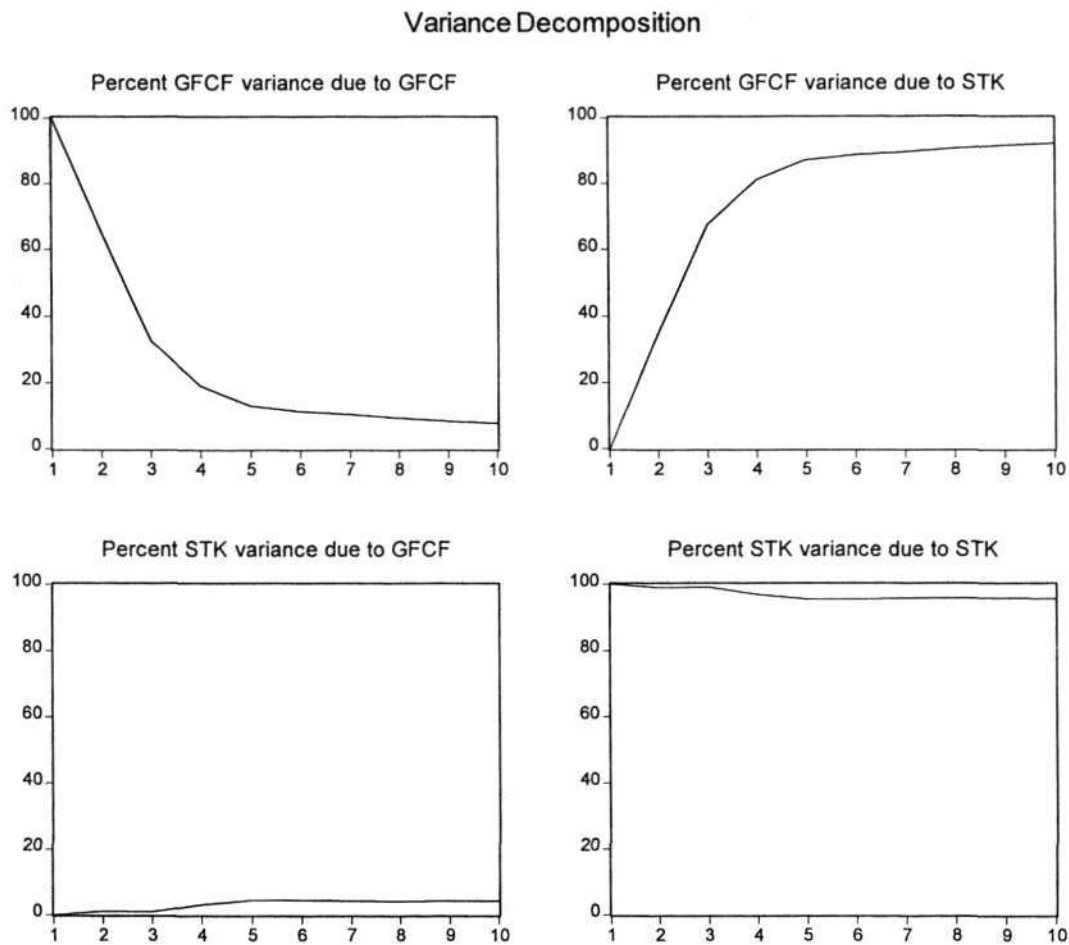 Variance Decomposition
Percent GFCF variance due to GFCF
100
80
60
40
20
0
1 2 3 4 5 6 7 8 9 10
Percent GFCF variance due to STK
100
80
60
40
20
0
1 2 3 4 5 6 7 8 9 10
Percent STK variance due to GFCF
100
80
60
40
20
0
1 2 3 4 5 6 7 8 9 10
Percent STK variance due to STK
100
80
60
40
20
0
1 2 3 4 5 6 7 8 9 10